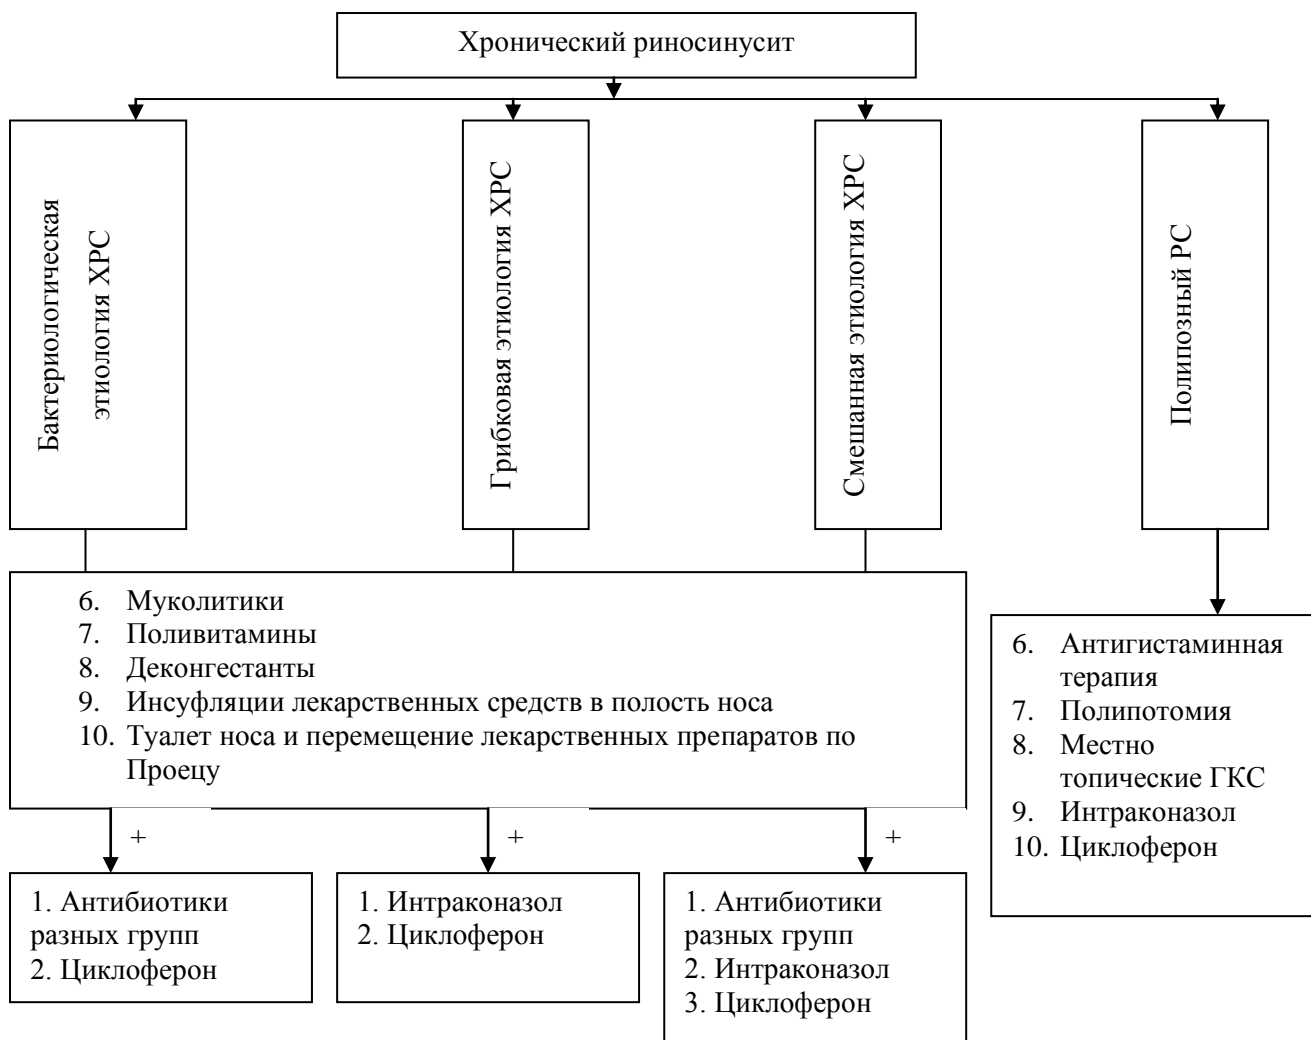 Хронический риносинусит
Бактериологическая
этиология ХРС
Грибковая этиология ХРС
Смешанная этиология ХРС
Полипозный РС
6. Муколитики
7. Поливитамины
8. Деконгестанты
9. Инсуфляции лекарственных средств в полость носа
10. Туалет носа и перемещение лекарственных препаратов по
Проецу
6. Антигистаминная
терапия
7. Полипотомия
8. Местно
топические ГКС
9. Интраконазол
10. Циклоферон
+
+
+
1. Антибиотики
разных групп
2. Циклоферон
1. Интраконазол
2. Циклоферон
1. Антибиотики
разных групп
2. Интраконазол
3. Циклоферон